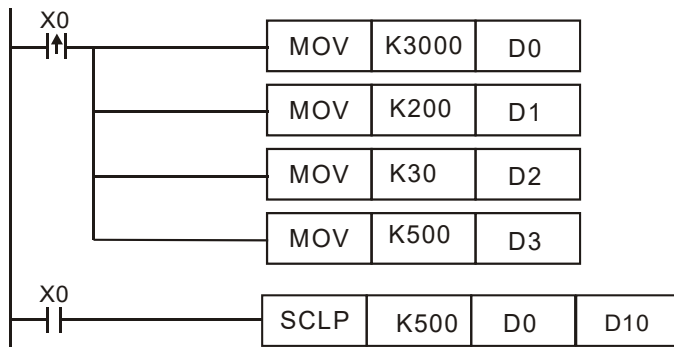 X0
MOV K3000 D0
MOV K200 D1
MOV K30 D2
MOV K500 D3
X0
SCLP K500 D0 D10